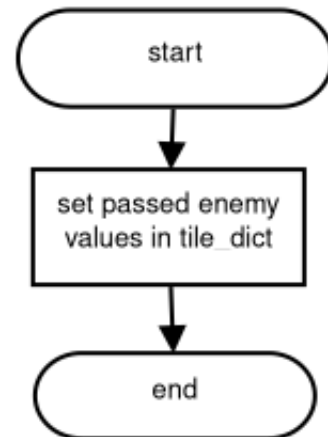 start
set passed enemy
values in tile_dict
end